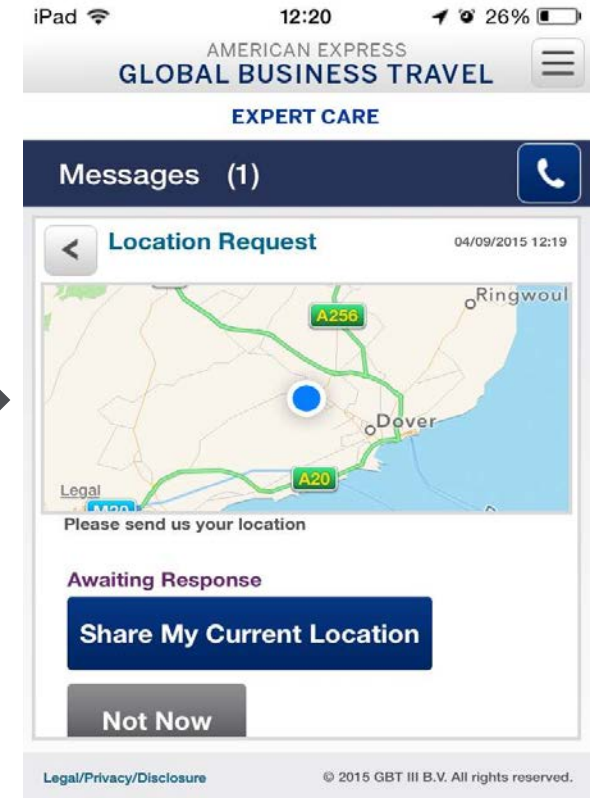 iPad 12:20 26%
AMERICAN EXPRESS
GLOBAL BUSINESS TRAVEL
EXPERT CARE
Messages (1)
Location Request 04/09/2015 12:19
Ringwoul
A256
Dover
A20
Legal
M20
Please send us your location
Awaiting Response
Share My Current Location
Not Now
Legal/Privacy/Disclosure © 2015 GBT III B.V. All rights reserved.